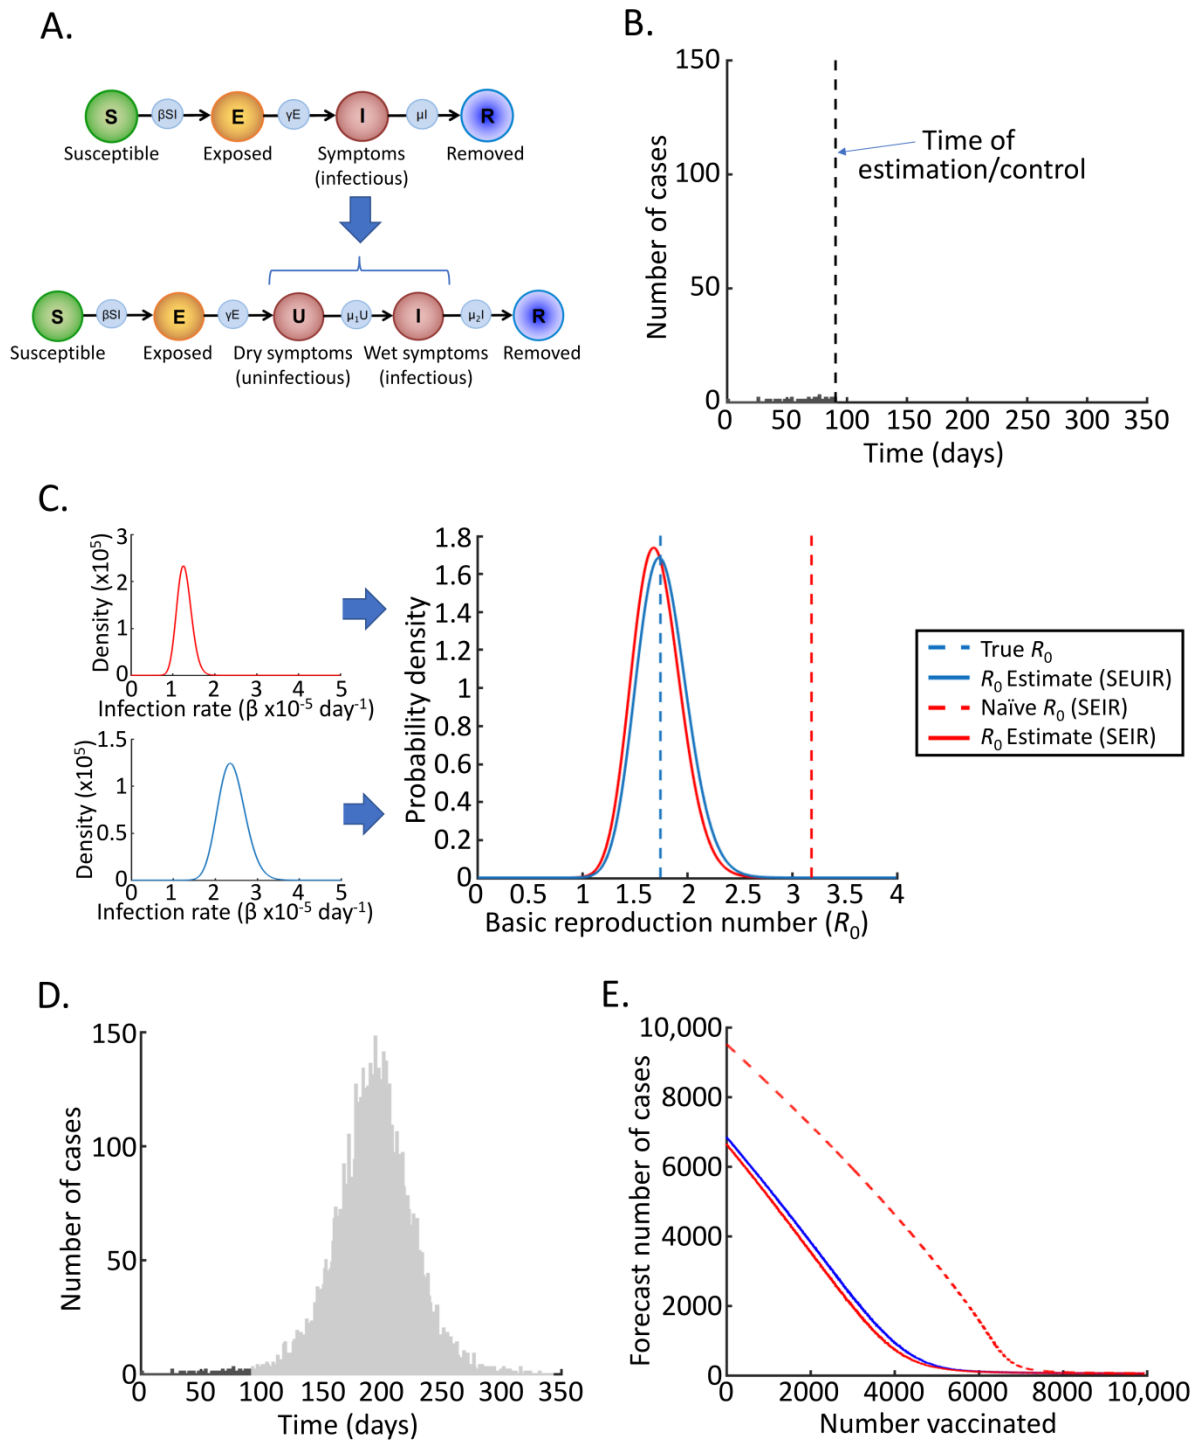 A.
S
βSI
E
γE
I
μI
R
Susceptible
Exposed
Symptoms
(infectious)
Removed
S
βSI
E
γE
U
μ₁U
I
μ₂I
R
Susceptible
Exposed
Dry symptoms
(uninfectious)
Wet symptoms
(infectious)
Removed
B.
Number of cases
150
100
50
0
0 50 100 150 200 250 300 350
Time (days)
Time of
estimation/control
C.
Density (x10⁵)
3
2
1
0
0 1 2 3 4 5
Infection rate (β x10⁻⁵ day⁻¹)
Density (x10⁵)
1.5
1
0.5
0
0 1 2 3 4 5
Infection rate (β x10⁻⁵ day⁻¹)
Probability density
1.8
1.6
1.4
1.2
1
0.8
0.6
0.4
0.2
0
0 0.5 1 1.5 2 2.5 3 3.5 4
Basic reproduction number (R₀)
True R₀
R₀ Estimate (SEUIR)
Naïve R₀ (SEIR)
R₀ Estimate (SEIR)
D.
Number of cases
150
100
50
0
0 50 100 150 200 250 300 350
Time (days)
E.
Forecast number of cases
10,000
8000
6000
4000
2000
0
0 2000 4000 6000 8000 10,000
Number vaccinated